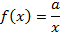 f(x) = a/x